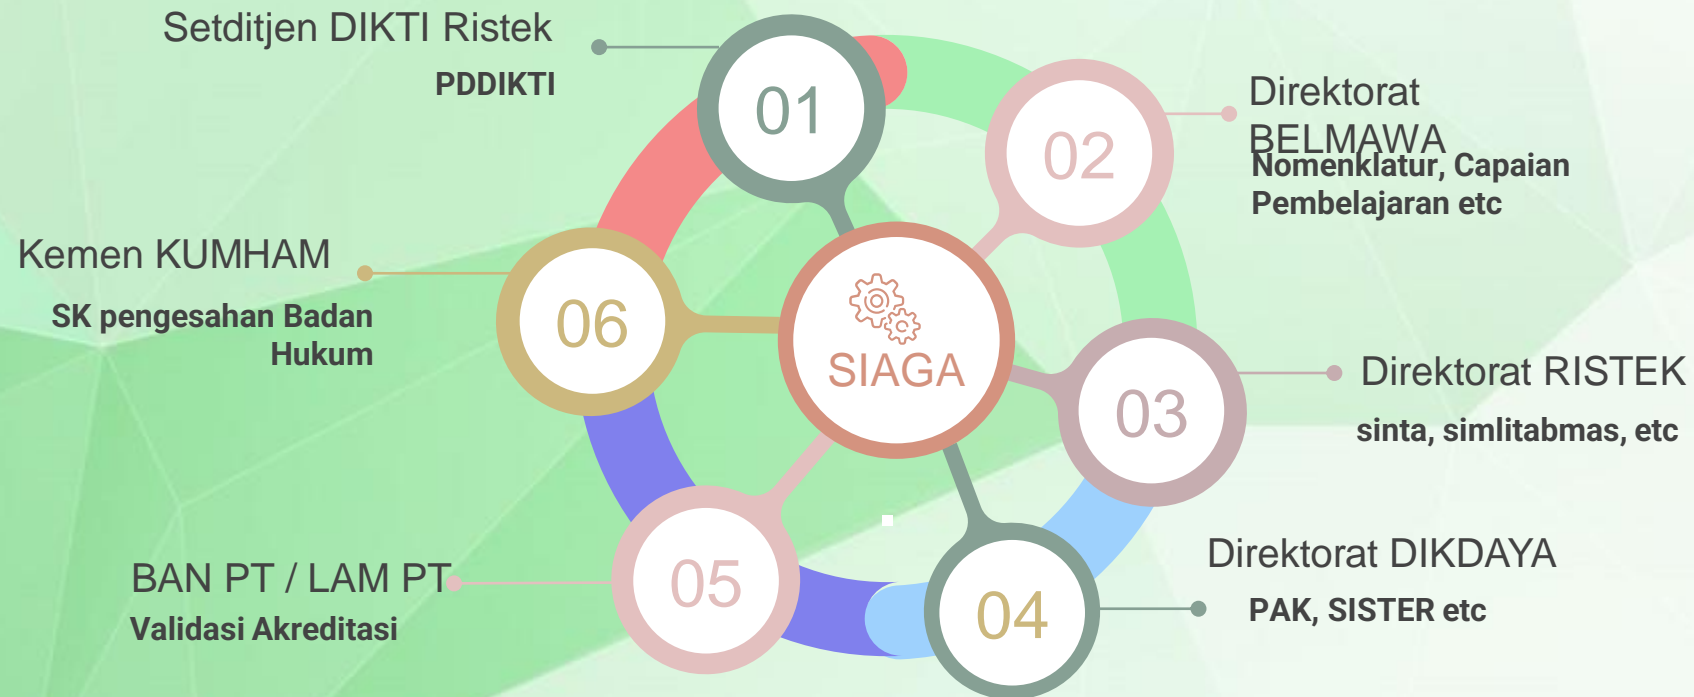 Setditjen DIKTI Ristek
PDDIKTI
01
Direktorat
BELMAWA
Nomenklatur, Capaian
Pembelajaran etc
02
Direktorat RISTEK
sinta, simlitabmas, etc
03
Direktorat DIKDAYA
PAK, SISTER etc
04
BAN PT / LAM PT
Validasi Akreditasi
05
Kemen KUMHAM
SK pengesahan Badan
Hukum
06
SIAGA